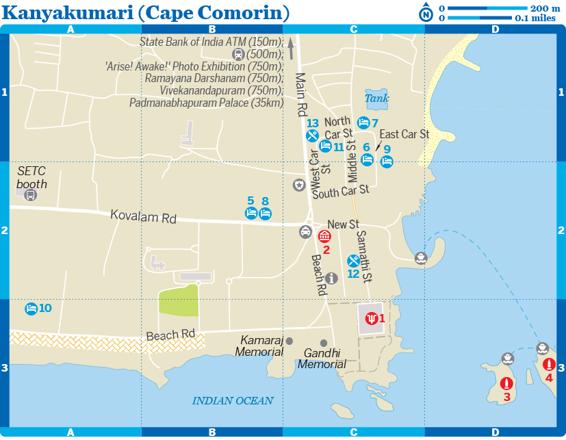 Kanyakumari (Cape Comorin)
N
0 200 m
0 0.1 miles
A B C D
State Bank of India ATM (150m);
(500m);
'Arise! Awake!' Photo Exhibition (750m);
Ramayana Darshanam (750m);
Vivekanandapuram (750m);
Padmanabhapuram Palace (35km)
Main Rd
Tank
1 1
13
North
Car St
7
11
East Car St
6
9
West Car St
Middle St
SETC
booth
South Car St
5 8
Kovalam Rd
New St
2 2
2
Sannathi St
12
Beach Rd
i
10
1
Beach Rd
Kamaraj
Memorial
Gandhi
Memorial
3 3
4
3
INDIAN OCEAN
A B C D